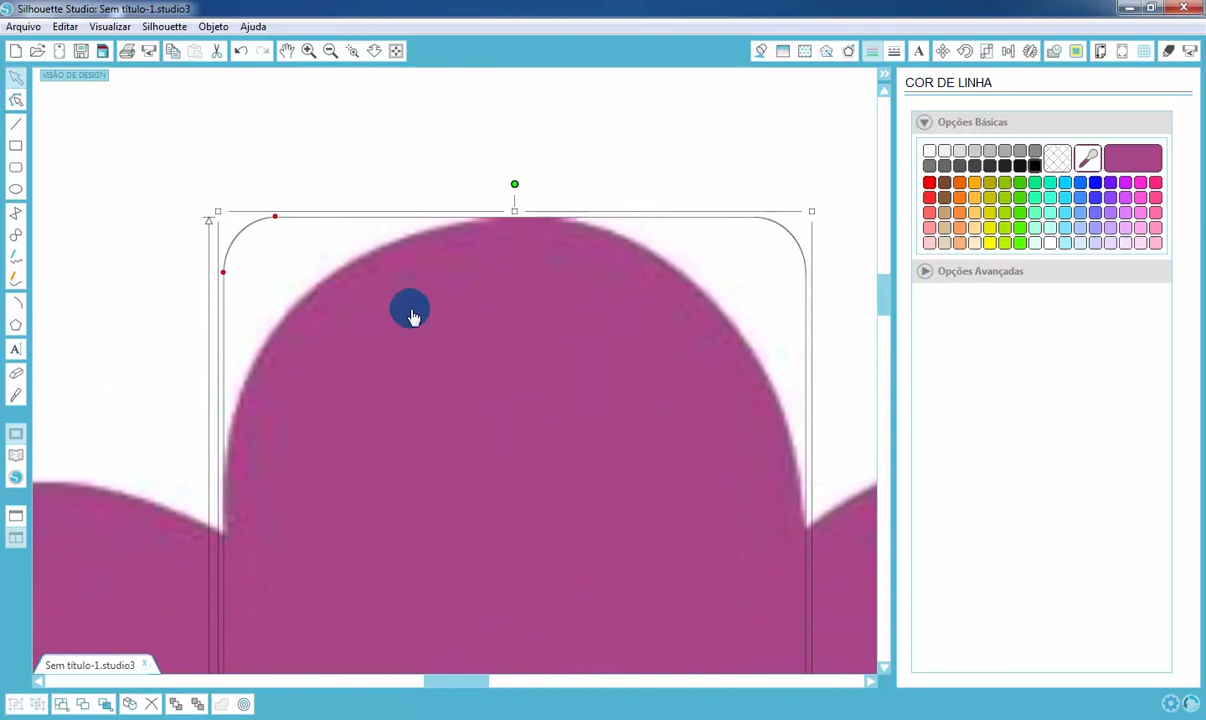 Silhouette Studio: Sem título-1.studio3
Arquivo Editar Visualizar Silhouette Objeto Ajuda
VISÃO DE DESIGN
COR DE LINHA
Opções Básicas
Opções Avançadas
Sem título-1.studio3